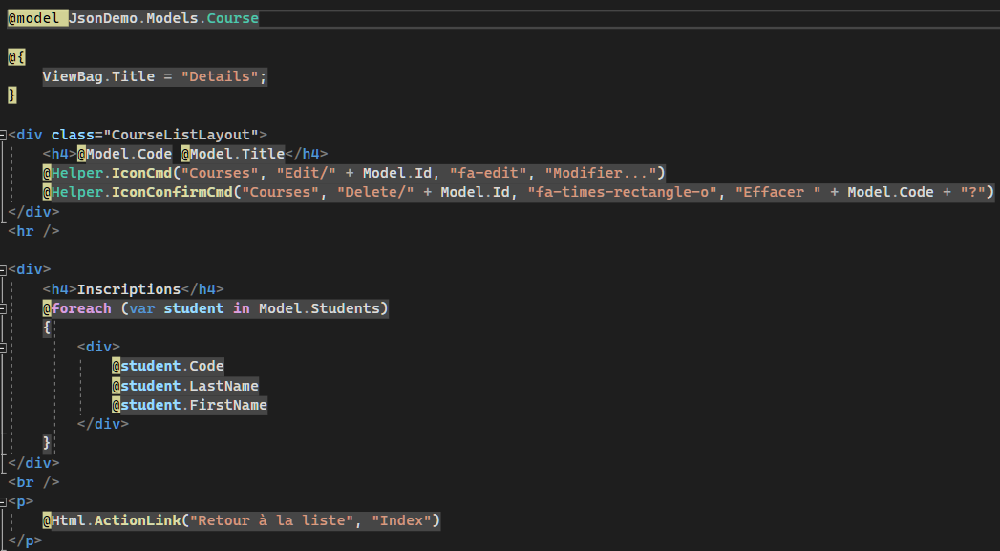 @model JsonDemo.Models.Course
@{
ViewBag.Title = "Details";
}
<div class="CourseListLayout">
<h4>@Model.Code @Model.Title</h4>
@Helper.IconCmd("Courses", "Edit/" + Model.Id, "fa-edit", "Modifier...")
@Helper.IconConfirmCmd("Courses", "Delete/" + Model.Id, "fa-times-rectangle-o", "Effacer " + Model.Code + "?")
</div>
<hr />
<div>
<h4>Inscriptions</h4>
@foreach (var student in Model.Students)
{
<div>
@student.Code
@student.LastName
@student.FirstName
</div>
}
</div>
<br />
<p>
@Html.ActionLink("Retour à la liste", "Index")
</p>